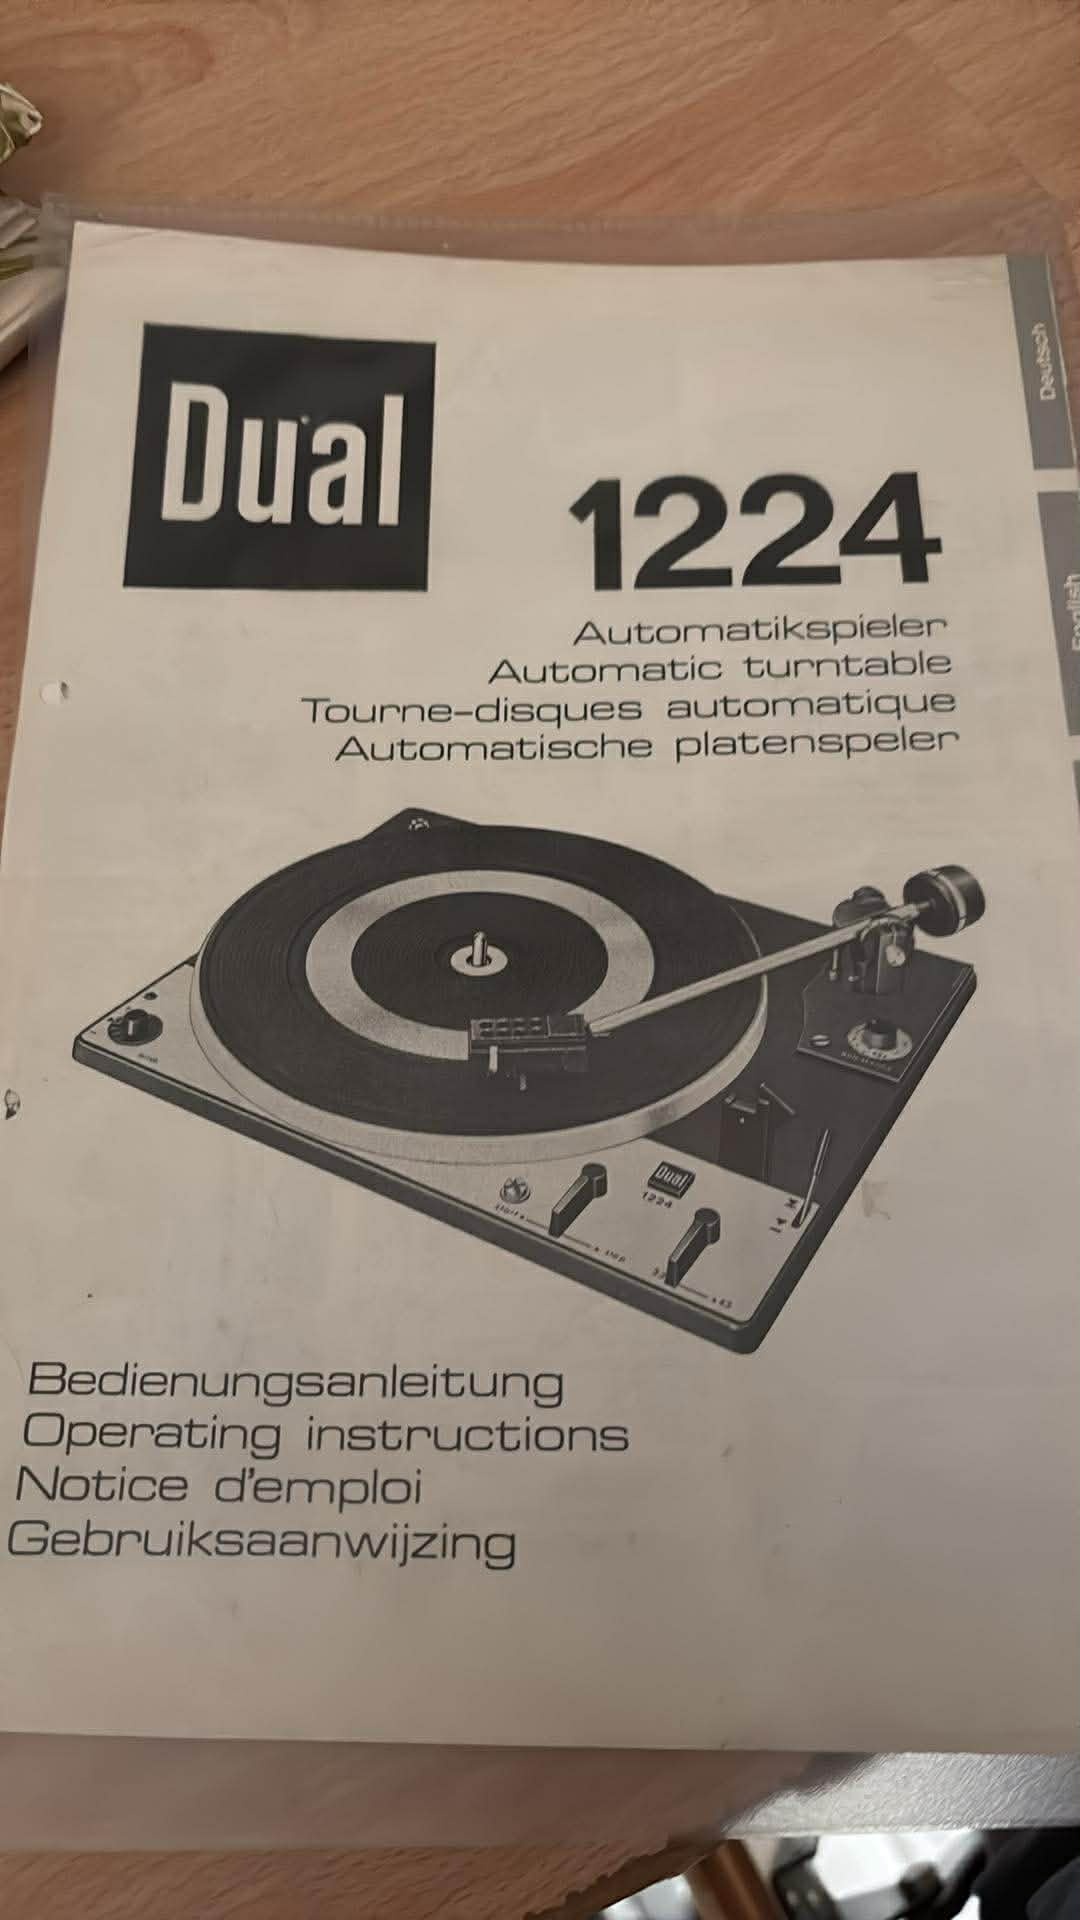 Dual
1224
Automatikspieler
Automatic turntable
Tourne-disques automatique
Automatische platenspeler
Deutsch
English
Dual
1224
Bedienungsanleitung
Operating instructions
Notice d'emploi
Gebruiksaanwijzing